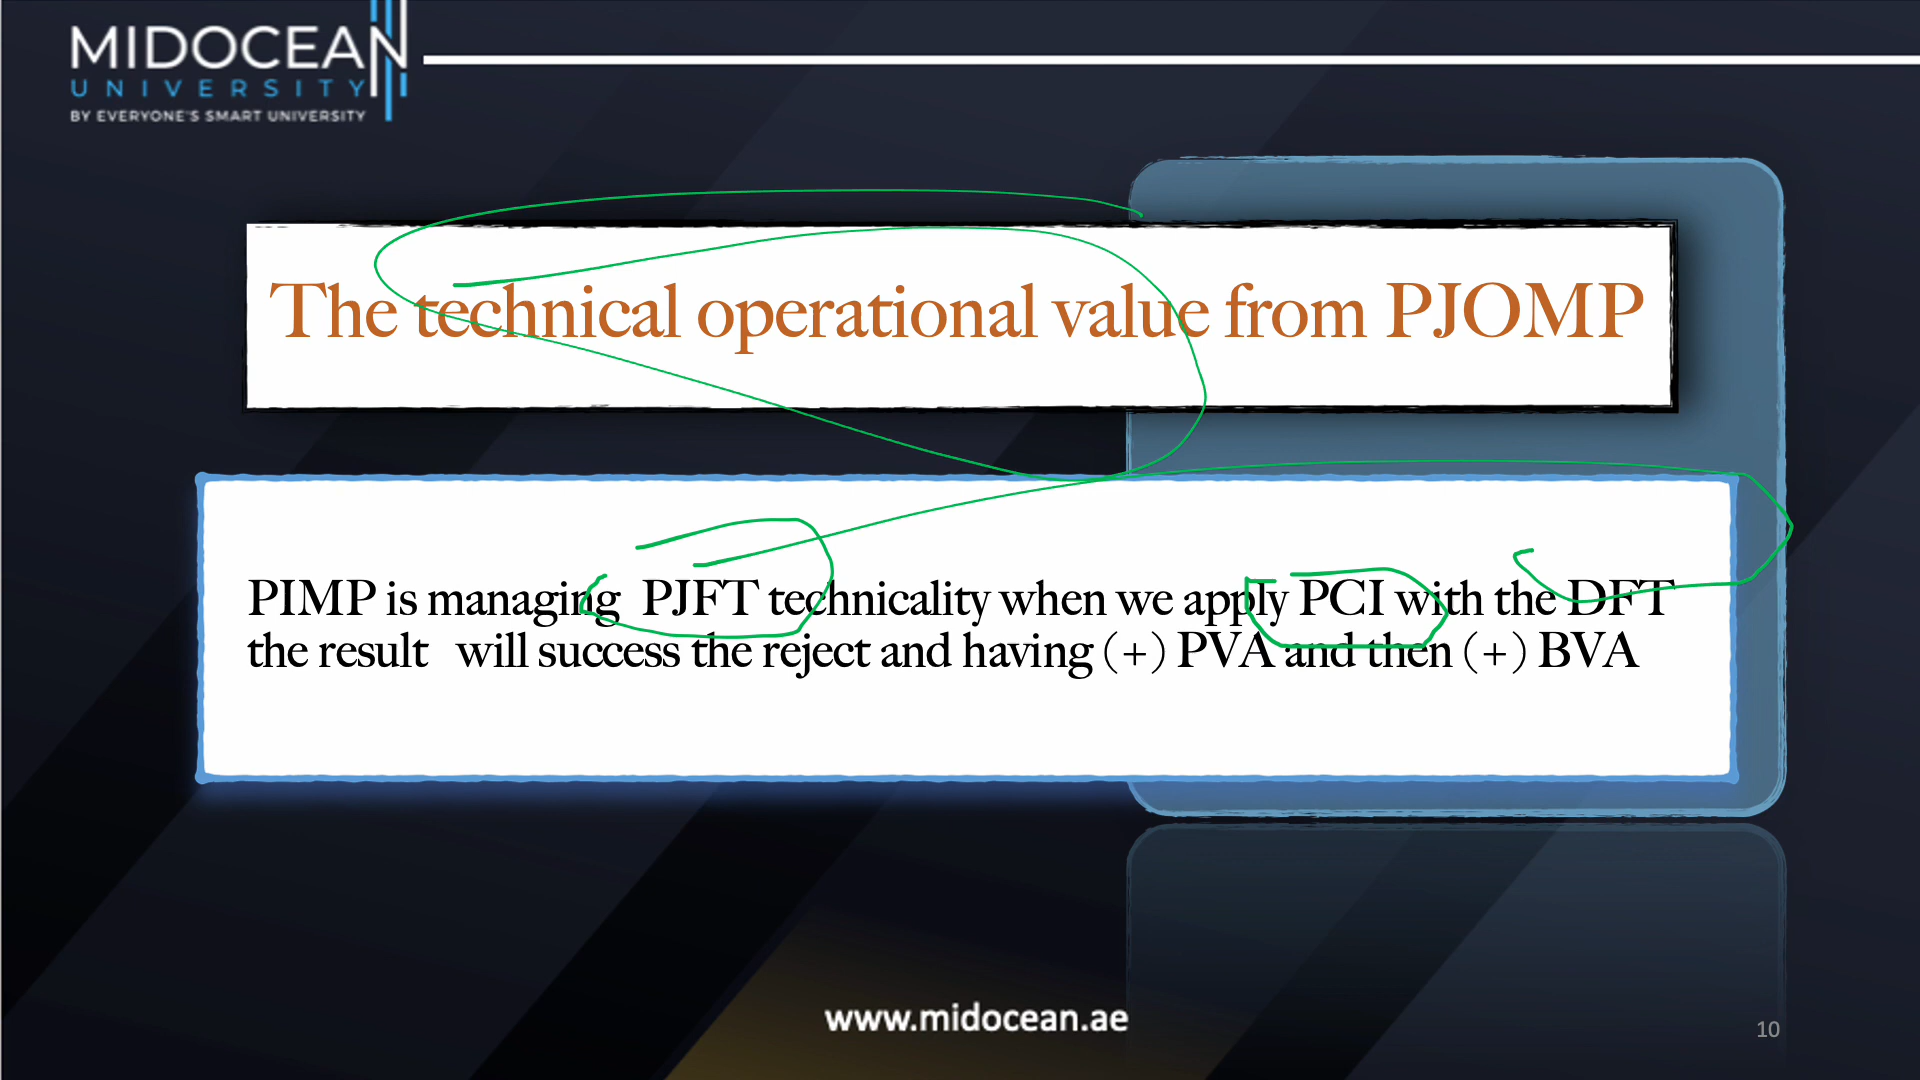 MIDOCEAN
UNIVERSITY
BY EVERYONE'S SMART UNIVERSITY
The technical operational value from PJOMP
PIMP is managing PJFT technicality when we apply PCI with the DFT
the result will success the reject and having (+) PVA and then (+) BVA
www.midocean.ae
10